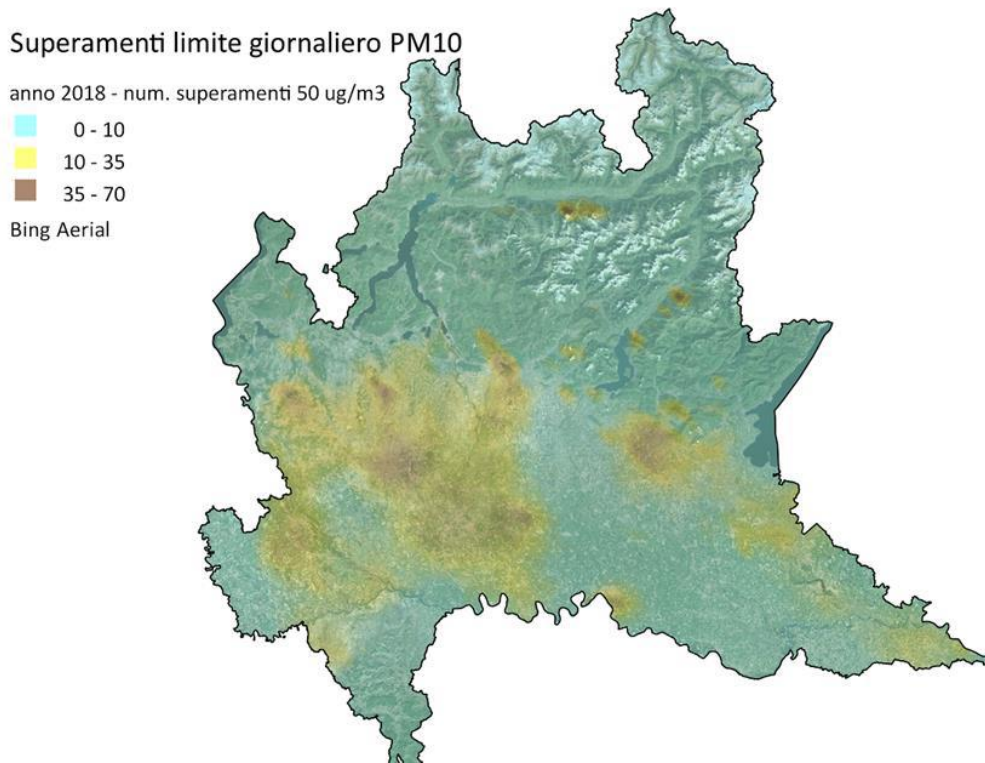 Superamenti limite giornaliero PM10
anno 2018 - num. superamenti 50 ug/m3
0 - 10
10 - 35
35 - 70
Bing Aerial